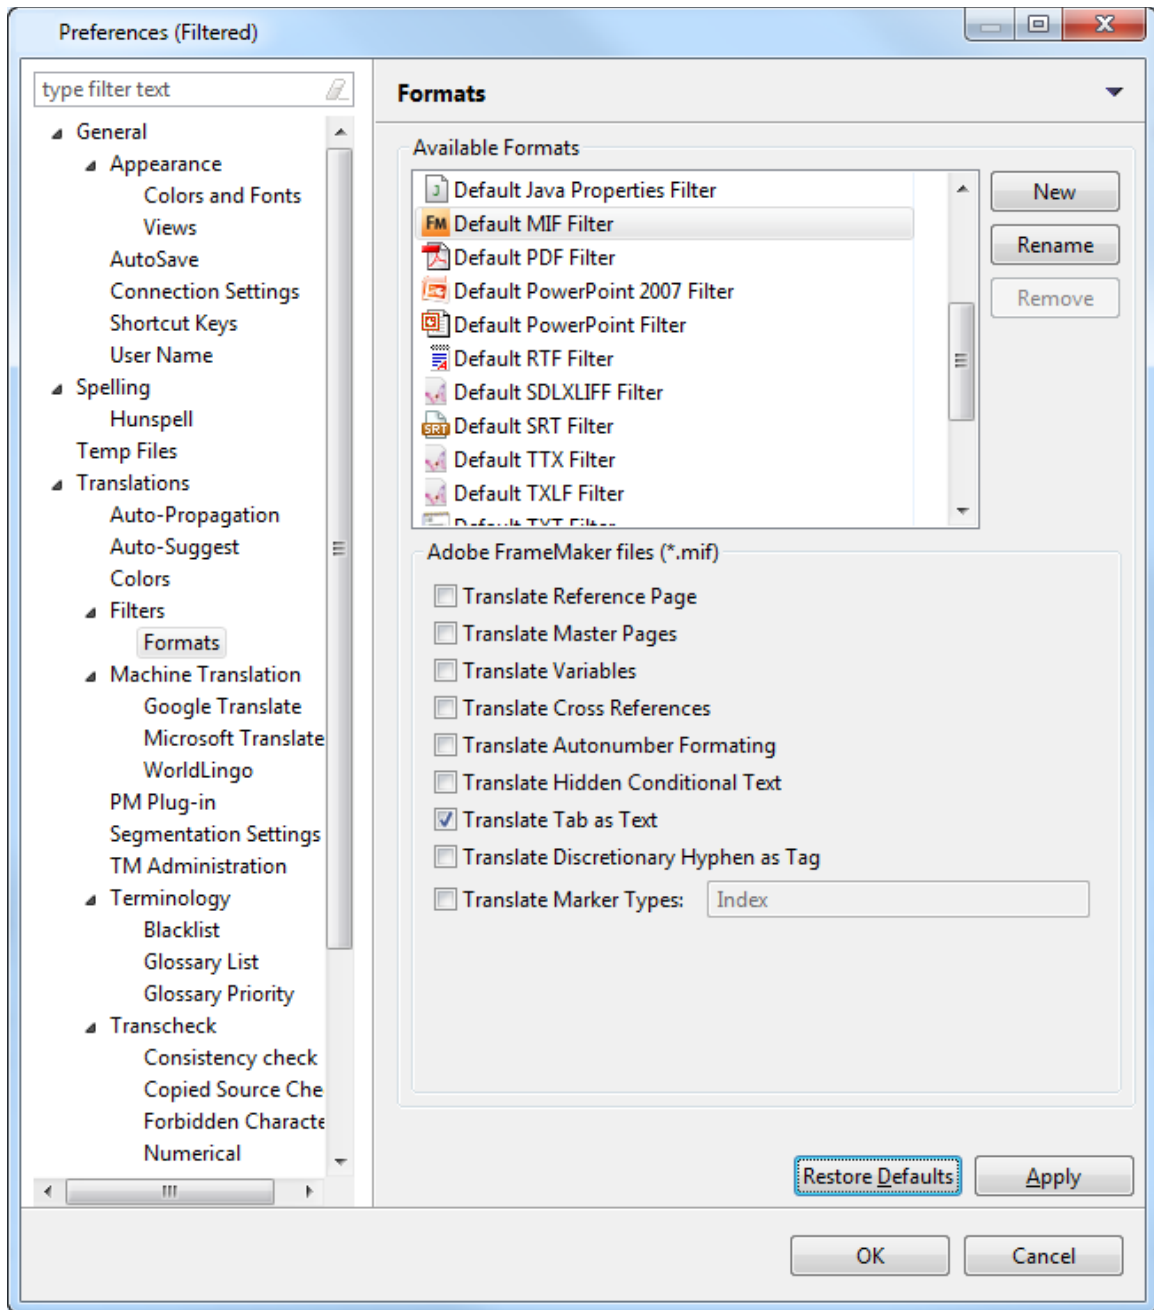 Preferences (Filtered)
type filter text
General
Appearance
Colors and Fonts
Views
AutoSave
Connection Settings
Shortcut Keys
User Name
Spelling
Hunspell
Temp Files
Translations
Auto-Propagation
Auto-Suggest
Colors
Filters
Formats
Machine Translation
Google Translate
Microsoft Translate
WorldLingo
PM Plug-in
Segmentation Settings
TM Administration
Terminology
Blacklist
Glossary List
Glossary Priority
Transcheck
Consistency check
Copied Source Che
Forbidden Characte
Numerical
Formats
Available Formats
Default Java Properties Filter
FM Default MIF Filter
Default PDF Filter
Default PowerPoint 2007 Filter
Default PowerPoint Filter
Default RTF Filter
Default SDLXLIFF Filter
SRT Default SRT Filter
Default TTX Filter
Default TXLF Filter
Default TXT Filter
New
Rename
Remove
Adobe FrameMaker files (*.mif)
Translate Reference Page
Translate Master Pages
Translate Variables
Translate Cross References
Translate Autonumber Formating
Translate Hidden Conditional Text
Translate Tab as Text
Translate Discretionary Hyphen as Tag
Translate Marker Types: Index
Restore Defaults
Apply
OK
Cancel